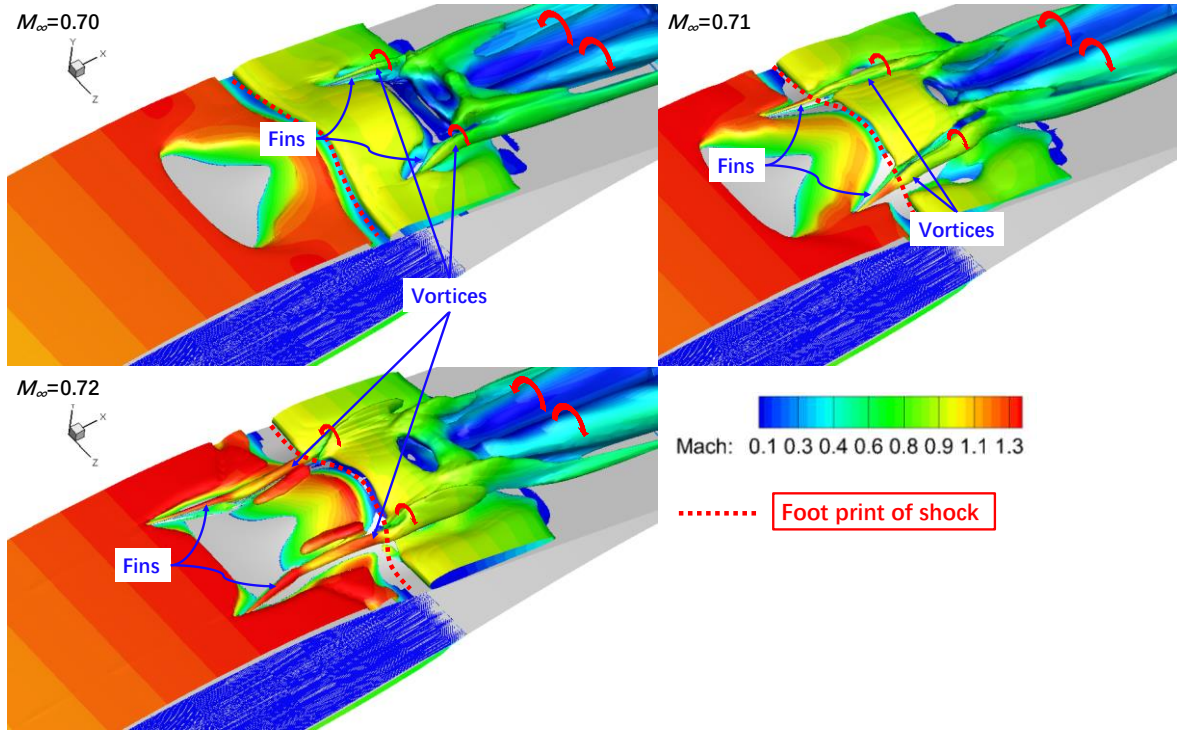 M∞=0.70
Y
X
Z
Fins
Vortices
M∞=0.71
Y
X
Z
Fins
Vortices
M∞=0.72
X
Z
Fins
Mach: 0.1 0.3 0.4 0.6 0.8 0.9 1.1 1.3
Foot print of shock